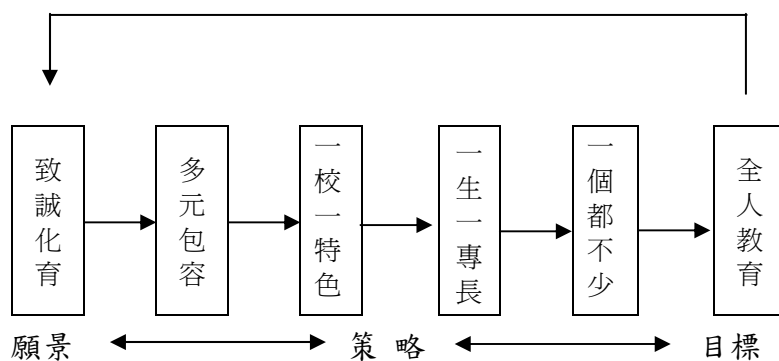 致誠化育
多元包容
一校一特色
一生一專長
一個都不少
全人教育
願景
策略
目標